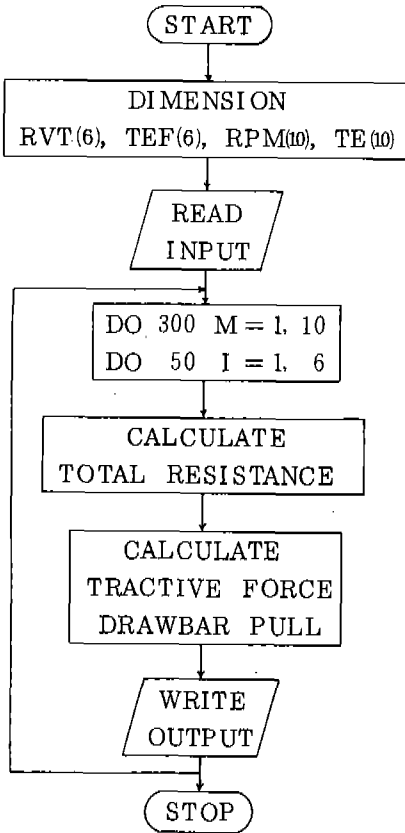 START
DIMENSION
RVT(6), TEF(6), RPM(10), TE(10)
READ
INPUT
DO 300 M = 1, 10
DO 50 I = 1, 6
CALCULATE
TOTAL RESISTANCE
CALCULATE
TRACTIVE FORCE
DRAWBAR PULL
WRITE
OUTPUT
STOP